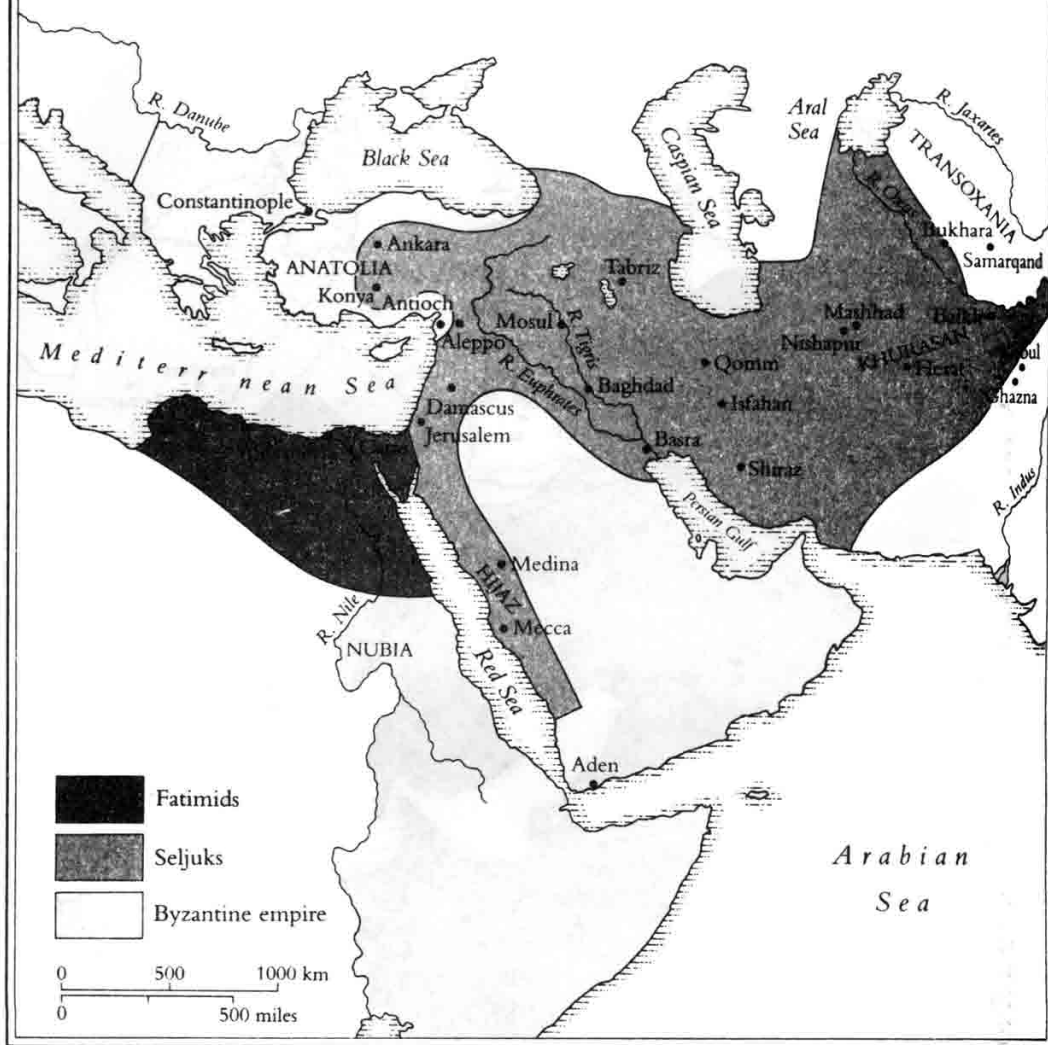 R. Danube
Black Sea
Constantinople
Ankara
ANATOLIA
Konya
Antioch
Aleppo
Mediterr nean Sea
Damascus
Jerusalem
Cairo
Caspian Sea
Aral
Sea
R. Jaxartes
TRANSOXANIA
R. Oxus
Bukhara
Samarqand
Tabriz
Mosul
R. Tigris
R. Euphrates
Baghdad
Basra
Mashhad
Nishapur
KHURASAN
Balkh
Herat
Ghazna
Qomm
Isfahan
Shiraz
Persian Gulf
R. Indus
Medina
HIJAZ
Mecca
Red Sea
R. Nile
NUBIA
Aden
Arabian
Sea
Fatimids
Seljuks
Byzantine empire
0 500 1000 km
0 500 miles